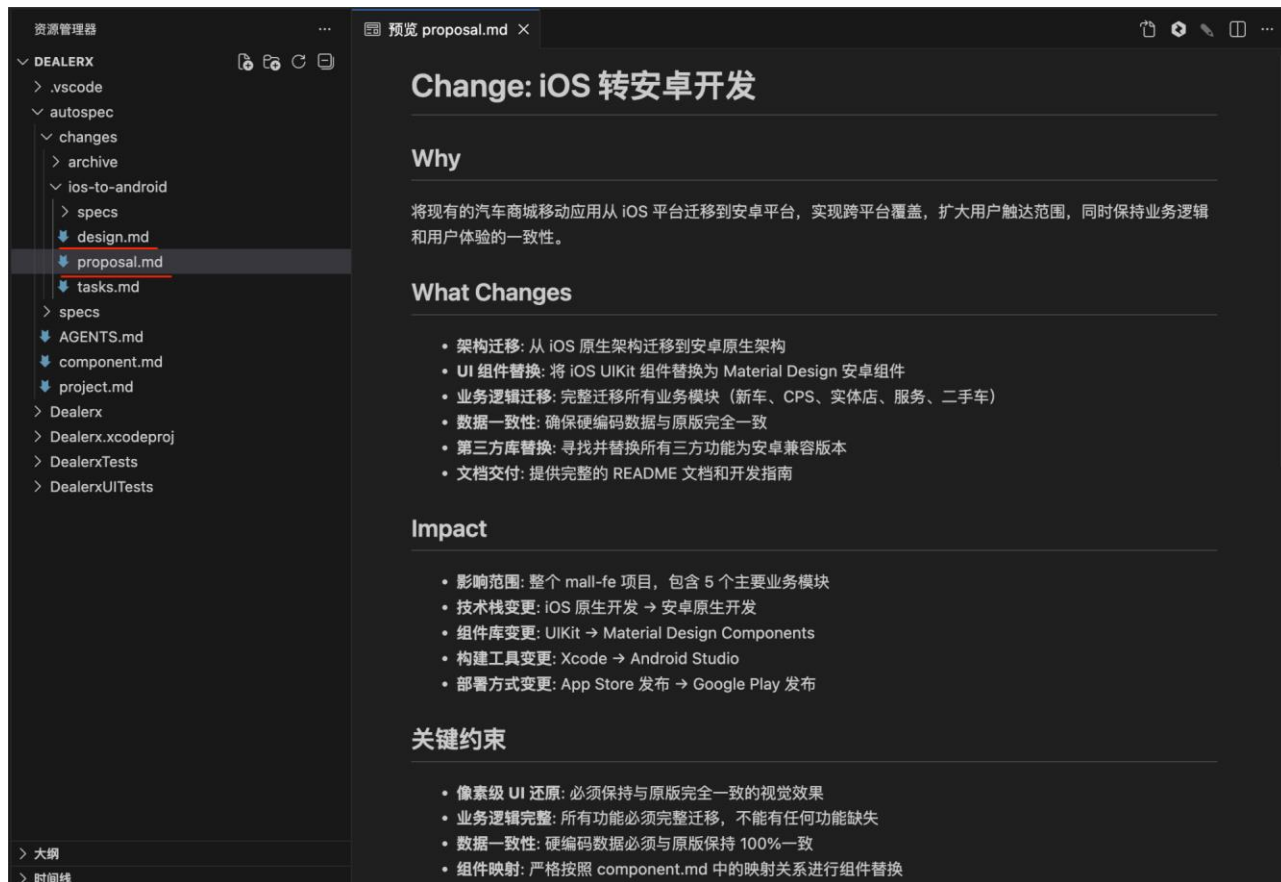 资源管理器
DEALERX
.vscode
autospec
changes
archive
ios-to-android
specs
design.md
proposal.md
tasks.md
specs
AGENTS.md
component.md
project.md
Dealerx
Dealerx.xcodeproj
DealerxTests
DealerxUITests
大纲
时间线
预览 proposal.md
Change: iOS 转安卓开发
Why
将现有的汽车商城移动应用从 iOS 平台迁移到安卓平台，实现跨平台覆盖，扩大用户触达范围，同时保持业务逻辑
和用户体验的一致性。
What Changes
• 架构迁移: 从 iOS 原生架构迁移到安卓原生架构
• UI 组件替换: 将 iOS UIKit 组件替换为 Material Design 安卓组件
• 业务逻辑迁移: 完整迁移所有业务模块（新车、CPS、实体店、服务、二手车）
• 数据一致性: 确保硬编码数据与原版完全一致
• 第三方库替换: 寻找并替换所有三方功能为安卓兼容版本
• 文档交付: 提供完整的 README 文档和开发指南
Impact
• 影响范围: 整个 mall-fe 项目，包含 5 个主要业务模块
• 技术栈变更: iOS 原生开发 → 安卓原生开发
• 组件库变更: UIKit → Material Design Components
• 构建工具变更: Xcode → Android Studio
• 部署方式变更: App Store 发布 → Google Play 发布
关键约束
• 像素级 UI 还原: 必须保持与原版完全一致的视觉效果
• 业务逻辑完整: 所有功能必须完整迁移，不能有任何功能缺失
• 数据一致性: 硬编码数据必须与原版保持 100%一致
• 组件映射: 严格按照 component.md 中的映射关系进行组件替换